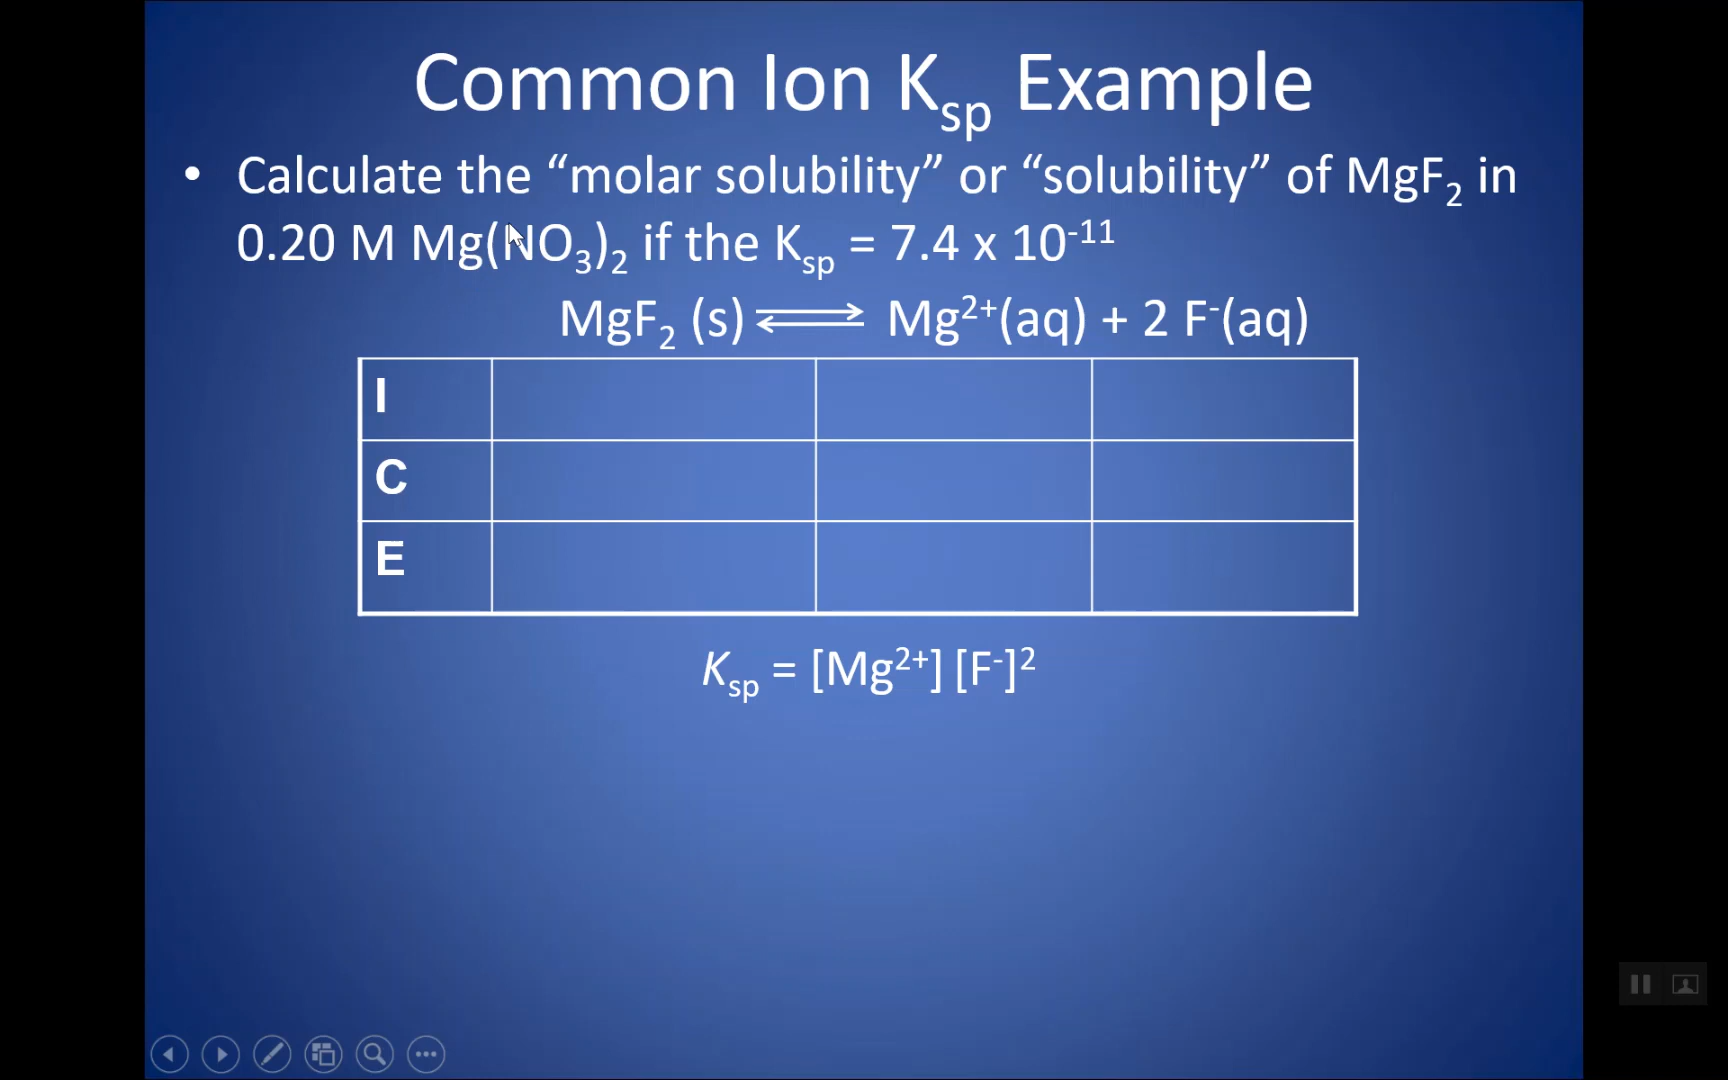 Common Ion Kₛₚ Example
• Calculate the “molar solubility” or “solubility” of MgF₂ in
0.20 M Mg(NO₃)₂ if the Kₛₚ = 7.4 x 10⁻¹¹
MgF₂ (s) ⇌ Mg²⁺(aq) + 2 F⁻(aq)
I
C
E
Kₛₚ = [Mg²⁺] [F⁻]²